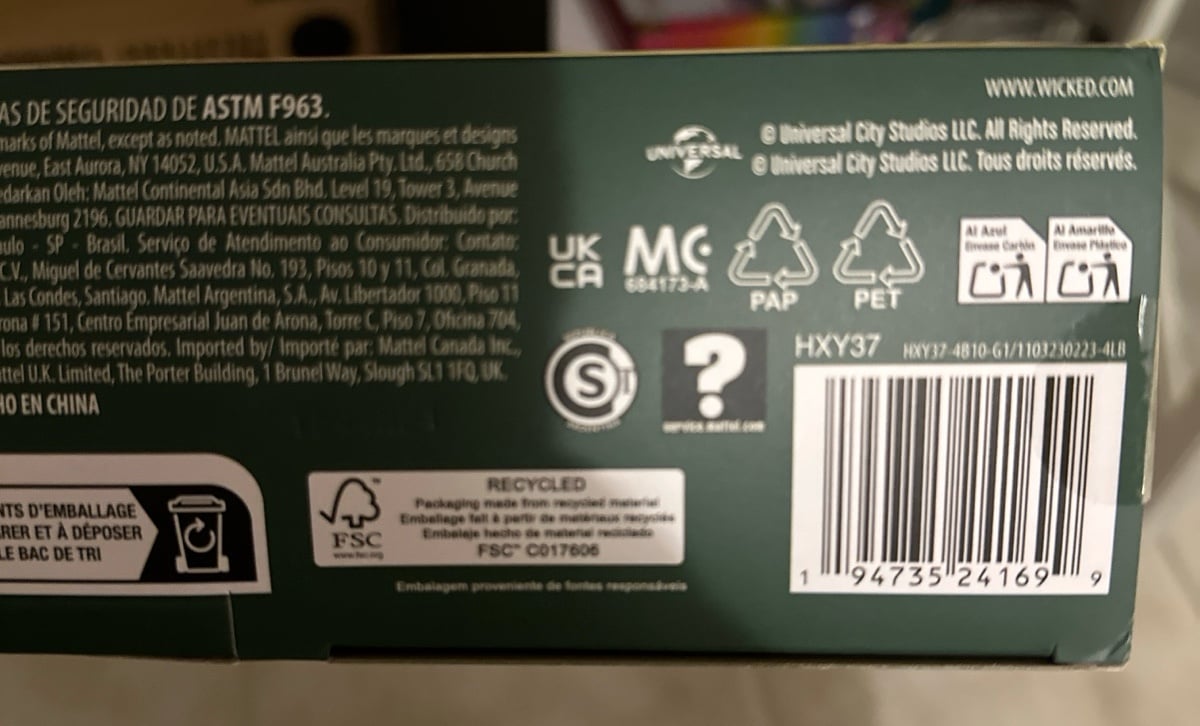 AS DE SEGURIDAD DE ASTM F963.
marks of Mattel, except as noted. MATTEL ainsi que les marques et designs
venue, East Aurora, NY 14052, U.S.A. Mattel Australia Pty. Ltd., 658 Church
edarkan Oleh: Mattel Continental Asia Sdn Bhd. Level 19, Tower 3, Avenue
annesburg 2196. GUARDAR PARA EVENTUAIS CONSULTAS. Distribuído por:
aulo - SP - Brasil. Serviço de Atendimento ao Consumidor: Contato:
C.V., Miguel de Cervantes Saavedra No. 193, Pisos 10 y 11, Col. Granada,
Las Condes, Santiago. Mattel Argentina, S.A., Av. Libertador 1000, Piso 11
rona # 151, Centro Empresarial Juan de Arona, Torre C, Piso 7, Oficina 704,
los derechos reservados. Imported by/ Importé par: Mattel Canada Inc.,
ttel U.K. Limited, The Porter Building, 1 Brunel Way, Slough SL1 1FQ, UK.
HO EN CHINA
WWW.WICKED.COM
UNIVERSAL
© Universal City Studios LLC. All Rights Reserved.
© Universal City Studios LLC. Tous droits réservés.
UK
CA
MC
684173-A
PAP
PET
Al Azul
Envase Cartón
Al Amarillo
Envase Plástico
S
?
service.mattel.com
HXY37
HXY37-4B10-G1/1103230223-4LB
1 94735 24169 9
NTS D'EMBALLAGE
RER ET À DÉPOSER
LE BAC DE TRI
FSC™
www.fsc.org
RECYCLED
Packaging made from recycled material
Emballage fait à partir de matériaux recyclés
Embalaje hecho de material reciclado
FSC™ C017606
Embalagem proveniente de fontes responsáveis